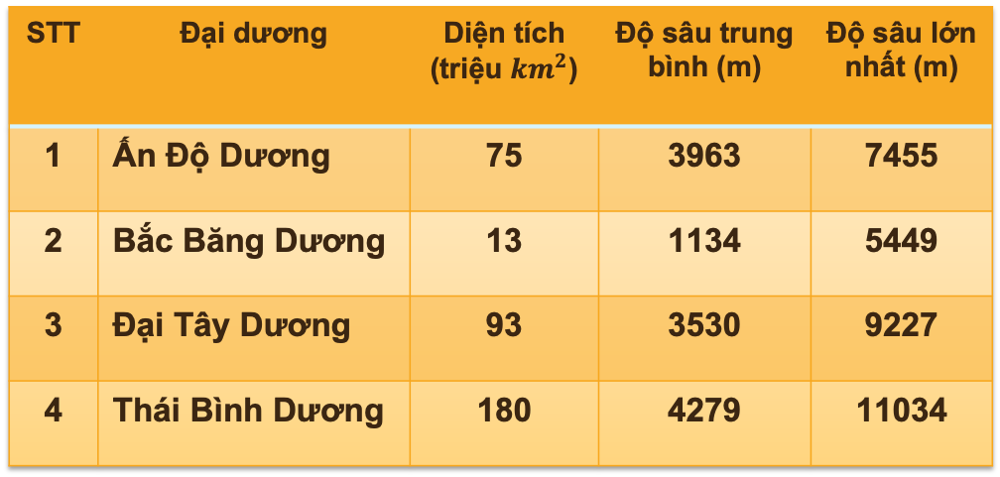 STT Đại dương Diện tích (triệu km²) Độ sâu trung bình (m) Độ sâu lớn nhất (m)
1 Ấn Độ Dương 75 3963 7455
2 Bắc Băng Dương 13 1134 5449
3 Đại Tây Dương 93 3530 9227
4 Thái Bình Dương 180 4279 11034